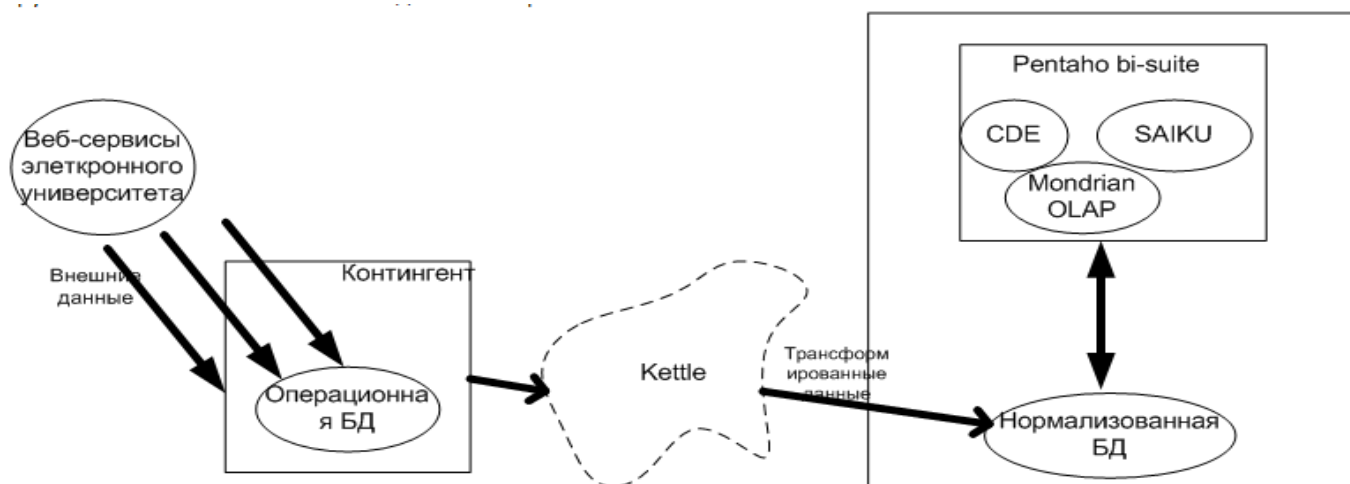 Pentaho bi-suite
CDE
SAIKU
Mondrian
OLAP
Веб-сервисы
элеткронного
университета
Внешние
данные
Контингент
Операционна
я БД
Kettle
Трансформ
ированные
данные
Нормализованная
БД